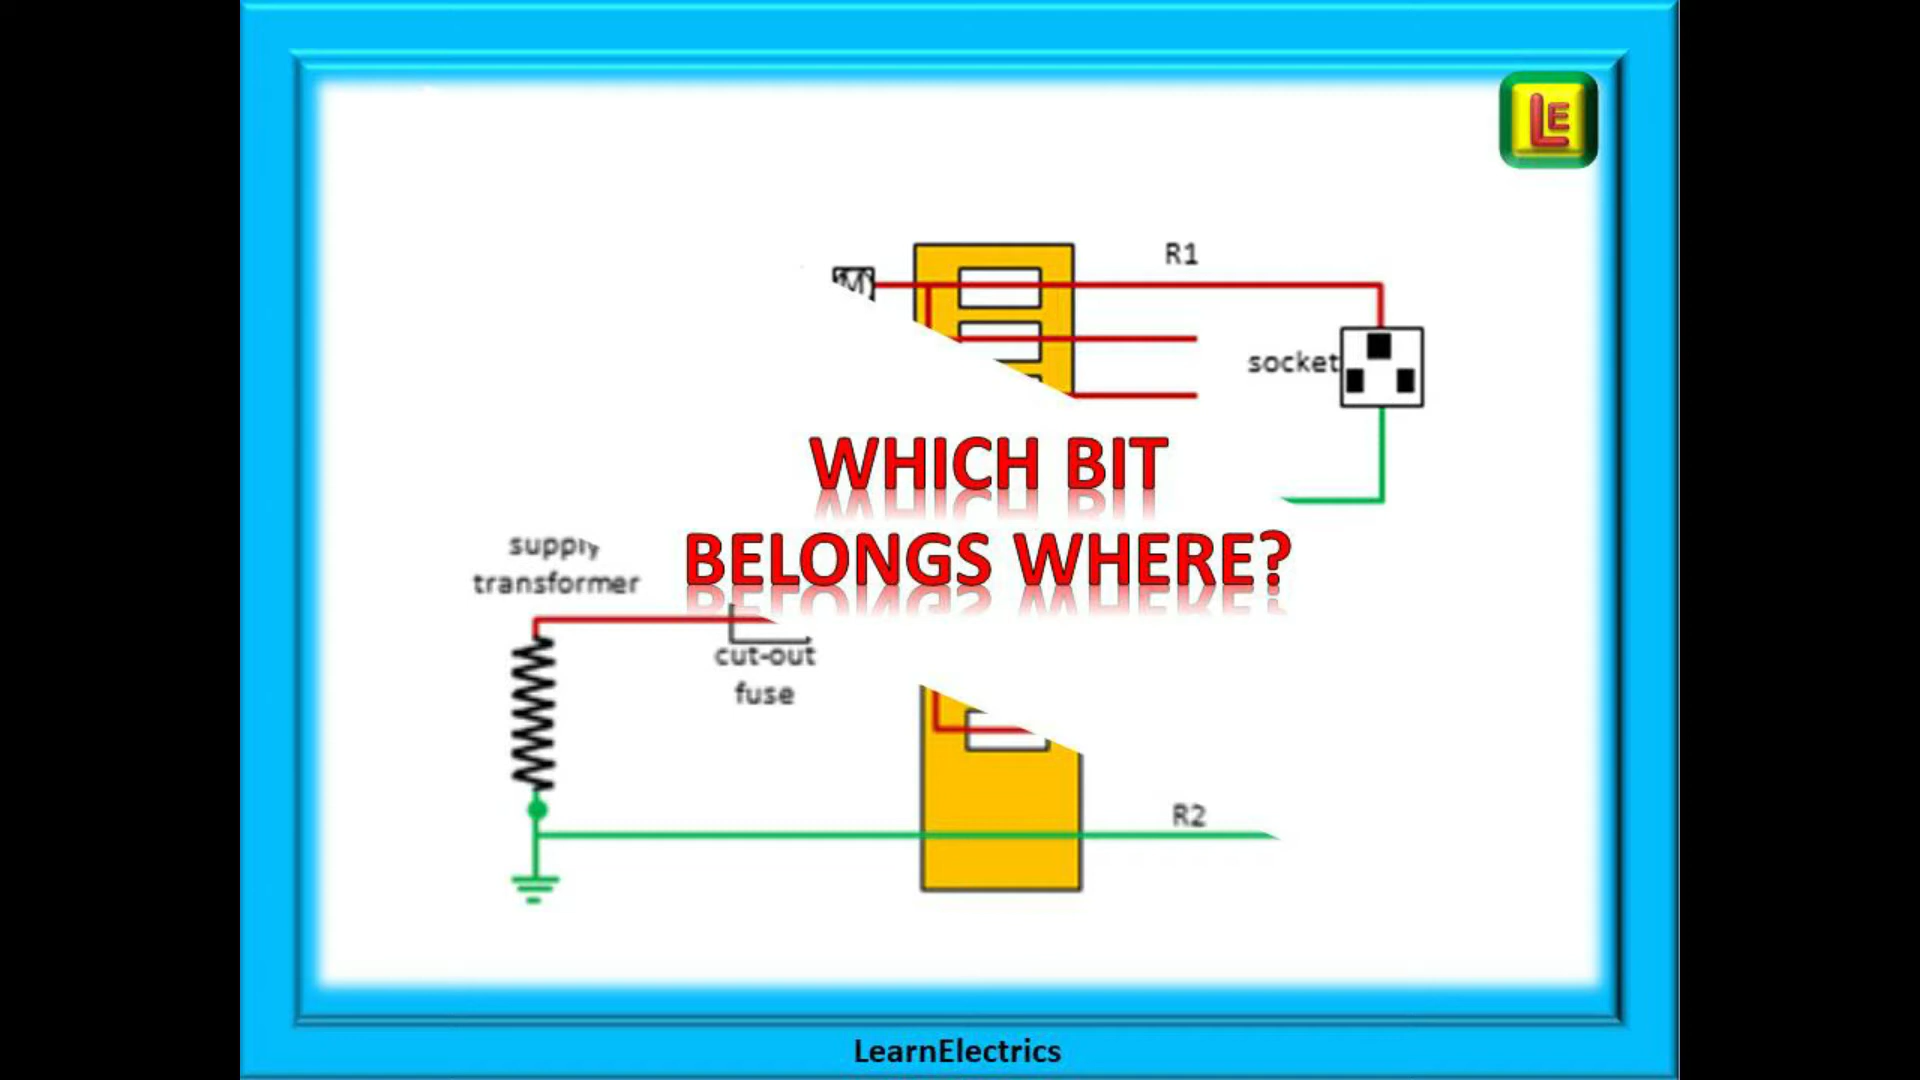 LE
R1
(M)
socket
WHICH BIT
BELONGS WHERE?
supply
transformer
cut-out
fuse
R2
LearnElectrics